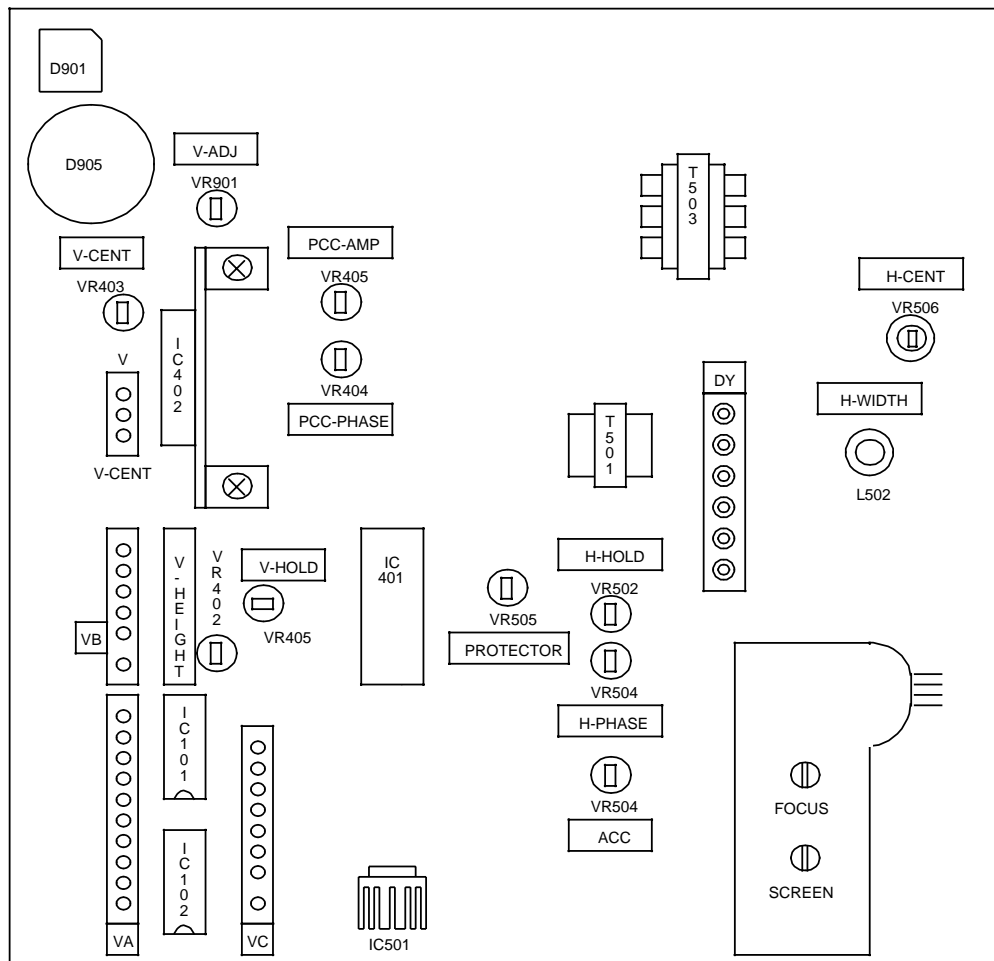 D901
D905
V-ADJ
VR901
V-CENT
VR403
PCC-AMP
VR405
T503
H-CENT
VR506
V
IC402
VR404
PCC-PHASE
V-CENT
T501
DY
H-WIDTH
L502
VB
V-HEIGHT
VR402
V-HOLD
VR405
IC
401
H-HOLD
VR502
VR505
PROTECTOR
VR504
H-PHASE
IC101
VR504
ACC
FOCUS
SCREEN
IC102
VA
VC
IC501